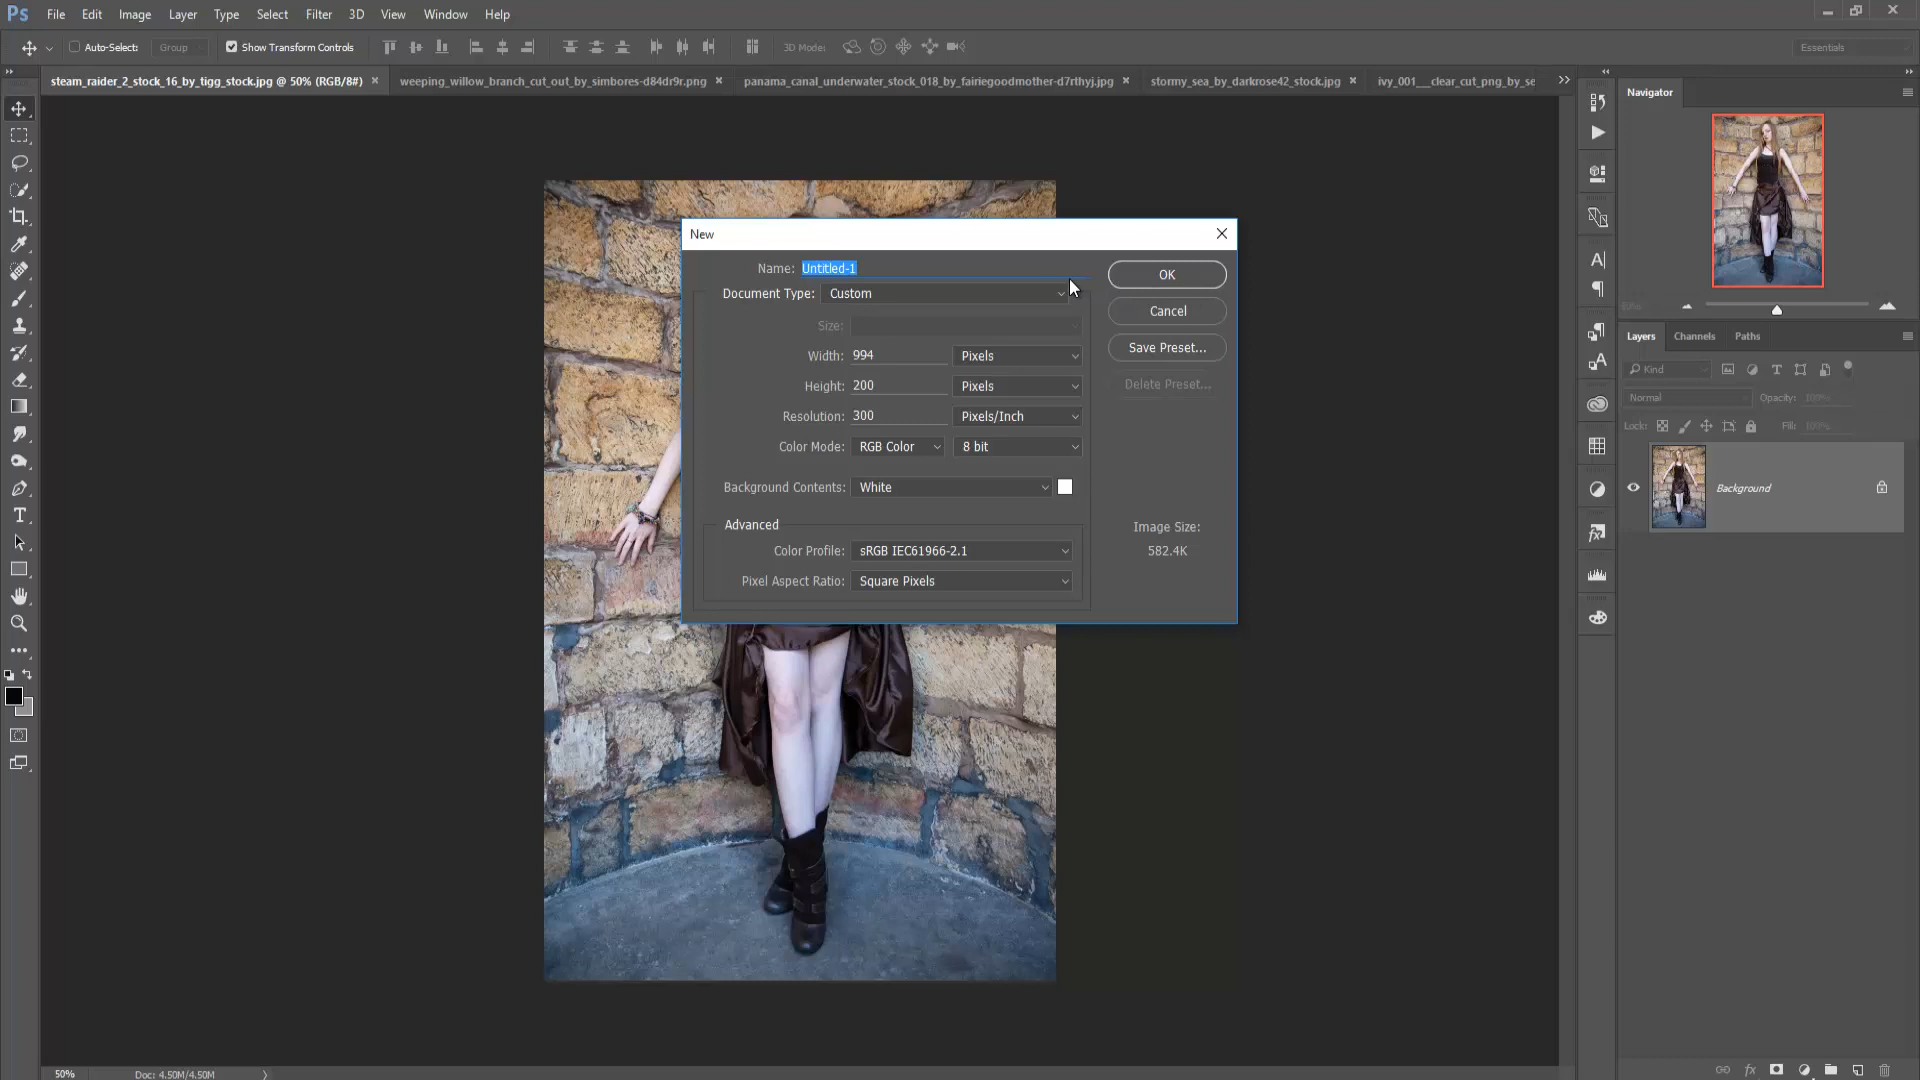 Ps File Edit Image Layer Type Select Filter 3D View Window Help
Auto-Select: Group Show Transform Controls 3D Mode: Essentials
steam_raider_2_stock_16_by_tigg_stock.jpg @ 50% (RGB/8#) × weeping_willow_branch_cut_out_by_simbores-d84dr9r.png × panama_canal_underwater_stock_018_by_fairiegoodmother-d7rthyj.jpg × stormy_sea_by_darkrose42_stock.jpg × ivy_001__clear_cut_png_by_se
Navigator
New
Name: Untitled-1
OK
Document Type: Custom
Cancel
Size:
Width: 994 Pixels
Save Preset...
Height: 200 Pixels
Delete Preset...
Resolution: 300 Pixels/Inch
Color Mode: RGB Color 8 bit
Background Contents: White
Advanced
Image Size:
Color Profile: sRGB IEC61966-2.1
582.4K
Pixel Aspect Ratio: Square Pixels
Layers Channels Paths
Kind
Normal Opacity: 100%
Lock: Fill: 100%
Background
50% Doc: 4.50M/4.50M